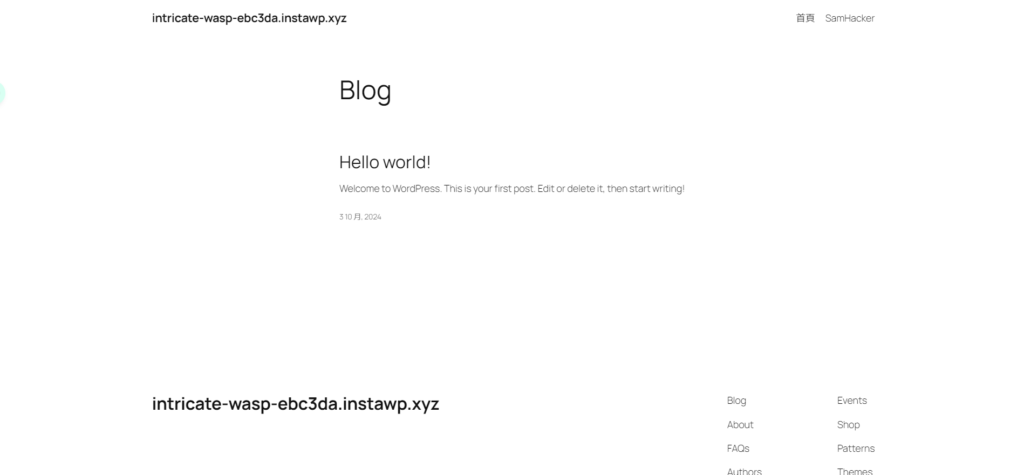 intricate-wasp-ebc3da.instawp.xyz
首頁 SamHacker
Blog
Hello world!
Welcome to WordPress. This is your first post. Edit or delete it, then start writing!
3 10 月, 2024
intricate-wasp-ebc3da.instawp.xyz
Blog Events
About Shop
FAQs Patterns
Authors Themes